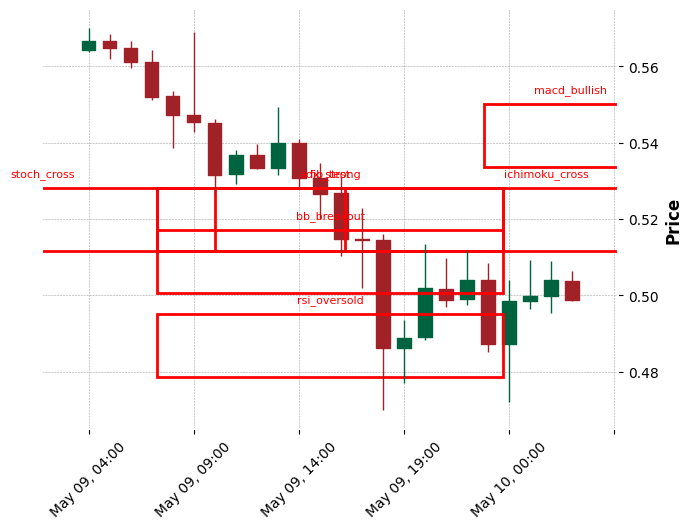 macd_bullish
stoch_cross
ichimoku_cross
bb_breakout
rsi_oversold
0.56
0.54
0.52
0.50
0.48
Price
May 09, 04:00
May 09, 09:00
May 09, 14:00
May 09, 19:00
May 10, 00:00